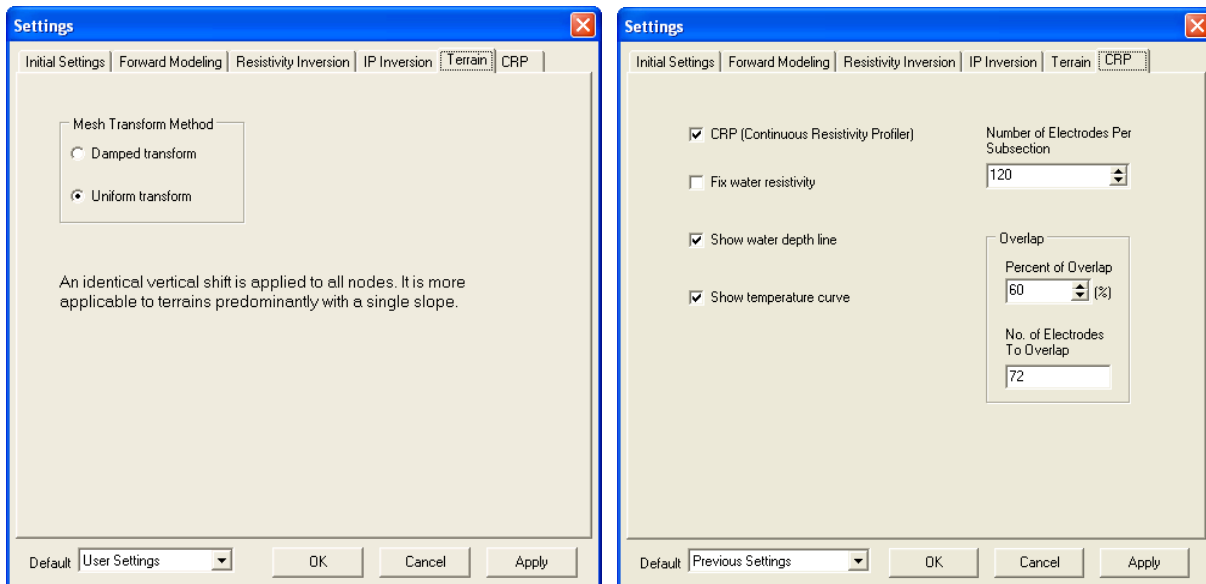 Settings
Initial Settings
Forward Modeling
Resistivity Inversion
IP Inversion
Terrain
CRP
Mesh Transform Method
Damped transform
Uniform transform
An identical vertical shift is applied to all nodes. It is more
applicable to terrains predominantly with a single slope.
Default
User Settings
OK
Cancel
Apply
Settings
Initial Settings
Forward Modeling
Resistivity Inversion
IP Inversion
Terrain
CRP
CRP (Continuous Resistivity Profiler)
Fix water resistivity
Show water depth line
Show temperature curve
Number of Electrodes Per
Subsection
120
Overlap
Percent of Overlap
60
(%)
No. of Electrodes
To Overlap
72
Default
Previous Settings
OK
Cancel
Apply